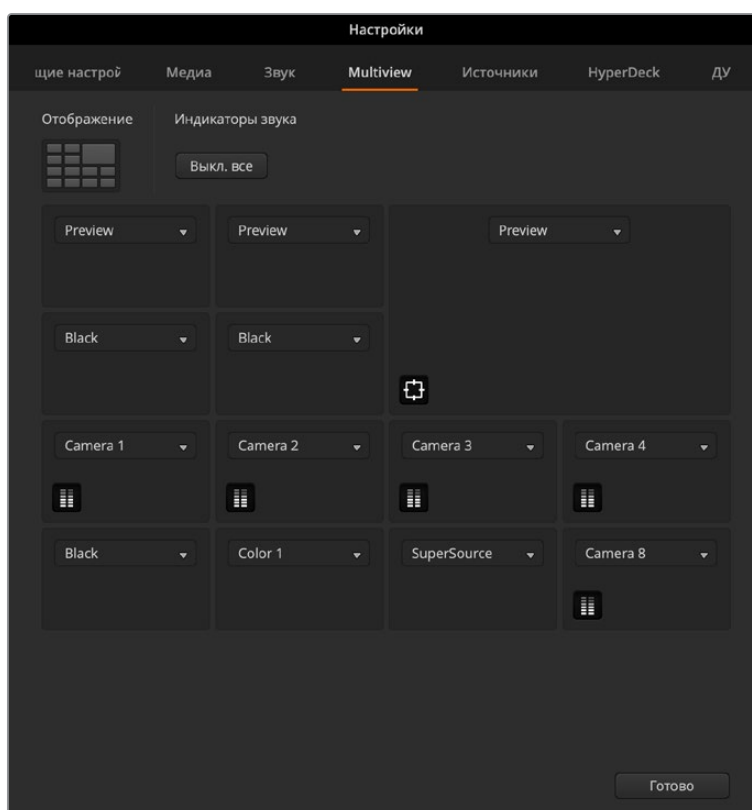 Настройки
щие настрой Медиа Звук Multiview Источники HyperDeck ДУ
Отображение Индикаторы звука
Выкл. все
Preview Preview Preview
Black Black
Camera 1 Camera 2 Camera 3 Camera 4
Black Color 1 SuperSource Camera 8
Готово